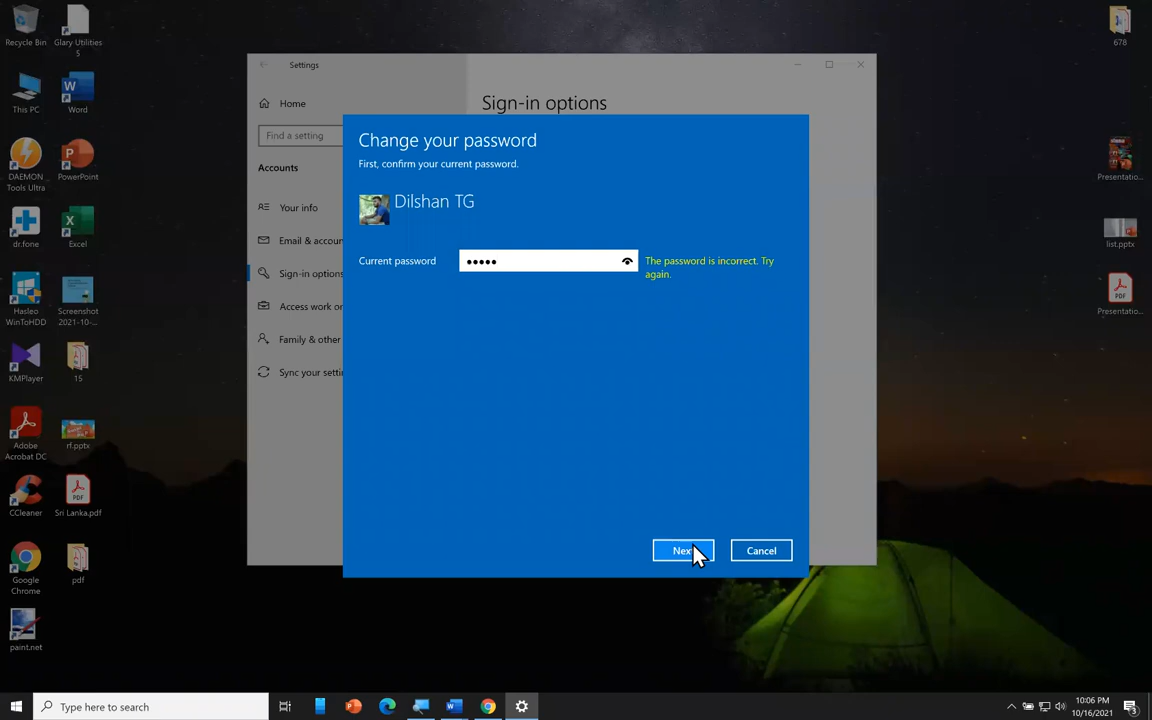 Recycle Bin
Glary Utilities
5
This PC
Word
DAEMON
Tools Ultra
PowerPoint
dr.fone
Excel
Hasleo
WinToHDD
Screenshot
2021-10-...
KMPlayer
15
Adobe
Acrobat DC
rf.pptx
CCleaner
Sri Lanka.pdf
Google
Chrome
pdf
paint.net
Settings
Home
Find a setting
Accounts
Your info
Email & accoun
Sign-in options
Access work or
Family & other
Sync your setti
Sign-in options
Change your password
First, confirm your current password.
Dilshan TG
Current password
The password is incorrect. Try
again.
Next
Cancel
678
Presentatio...
list.pptx
PDF
Presentatio...
Type here to search
10:06 PM
10/16/2021
3